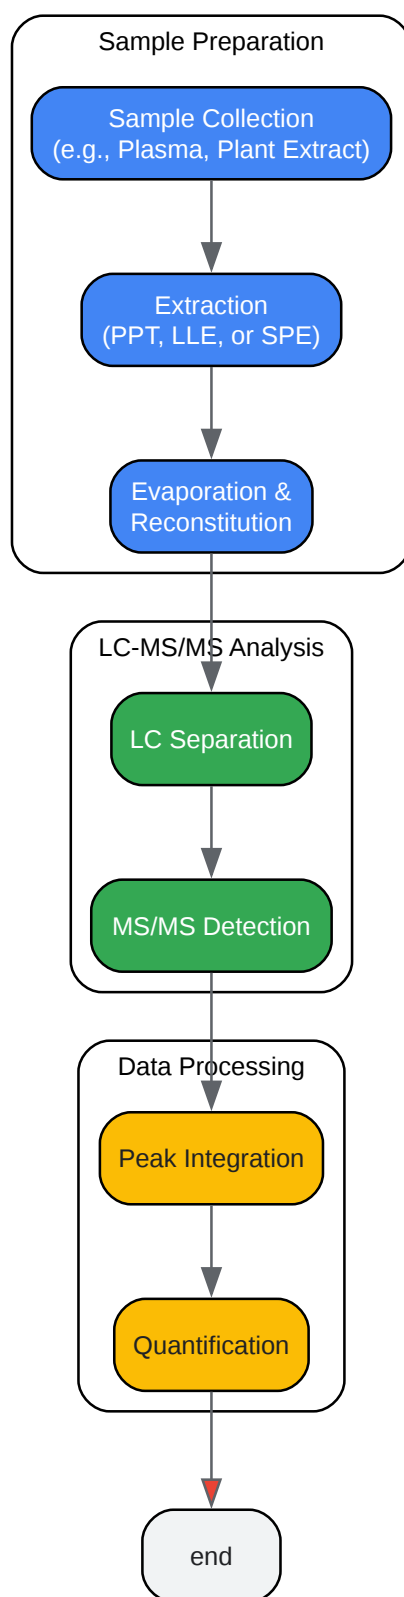 Sample Preparation
Sample Collection
(e.g., Plasma, Plant Extract)
Extraction
(PPT, LLE, or SPE)
Evaporation &
Reconstitution
LC-MS/MS Analysis
LC Separation
MS/MS Detection
Data Processing
Peak Integration
Quantification
end